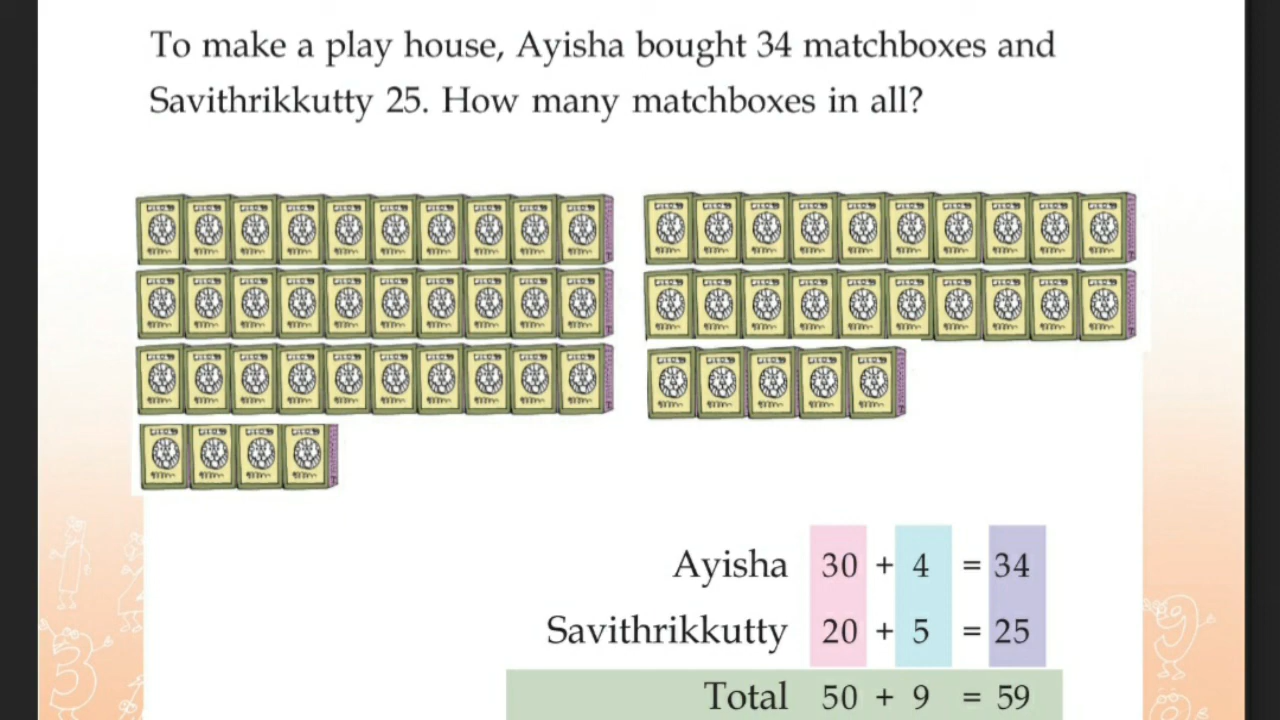 To make a play house, Ayisha bought 34 matchboxes and
Savithrikkutty 25. How many matchboxes in all?
Ayisha 30 + 4 = 34
Savithrikkutty 20 + 5 = 25
Total 50 + 9 = 59